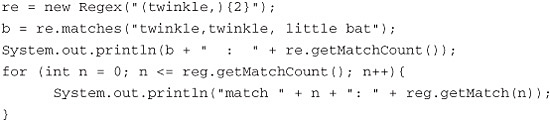 re = new Regex("(twinkle,){2}");
b = re.matches("twinkle,twinkle, little bat");
System.out.println(b + "  :  " + re.getMatchCount());
for (int n = 0; n <= reg.getMatchCount(); n++){
      System.out.println("match " + n + ": " + reg.getMatch(n));
}